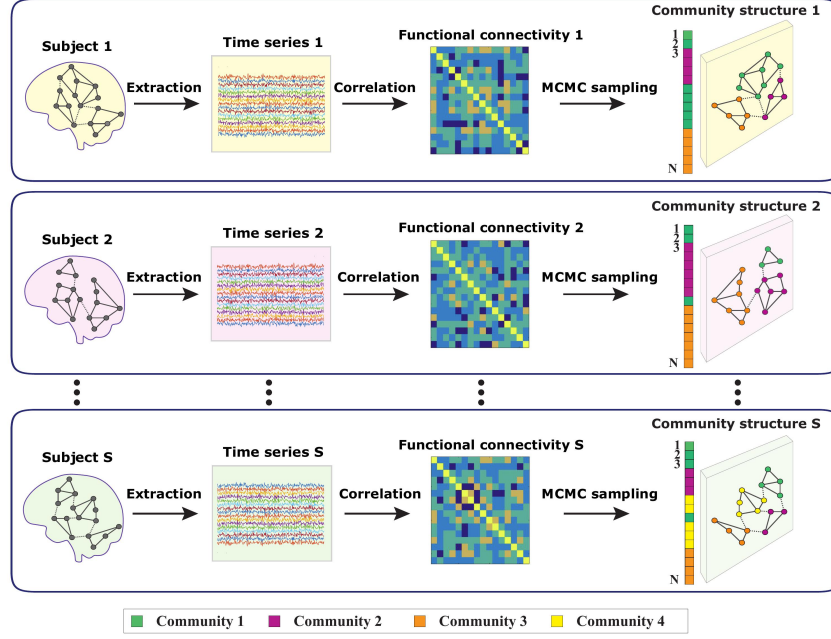 Community structure 1
Subject 1
Time series 1
Functional connectivity 1
1
2
3
Extraction
Correlation
MCMC sampling
N
Community structure 2
Subject 2
Time series 2
Functional connectivity 2
1
2
3
Extraction
Correlation
MCMC sampling
N
Community structure S
Subject S
Time series S
Functional connectivity S
1
2
3
Extraction
Correlation
MCMC sampling
N
Community 1
Community 2
Community 3
Community 4